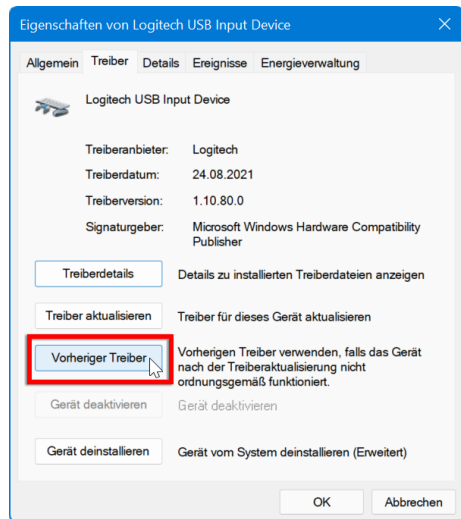 Eigenschaften von Logitech USB Input Device
Allgemein Treiber Details Ereignisse Energieverwaltung
Logitech USB Input Device
Treiberanbieter: Logitech
Treiberdatum: 24.08.2021
Treiberversion: 1.10.80.0
Signaturgeber: Microsoft Windows Hardware Compatibility
Publisher
Treiberdetails Details zu installierten Treiberdateien anzeigen
Treiber aktualisieren Treiber für dieses Gerät aktualisieren
Vorheriger Treiber Vorherigen Treiber verwenden, falls das Gerät
nach der Treiberaktualisierung nicht
ordnungsgemäß funktioniert.
Gerät deaktivieren Gerät deaktivieren
Gerät deinstallieren Gerät vom System deinstallieren (Erweitert)
OK Abbrechen